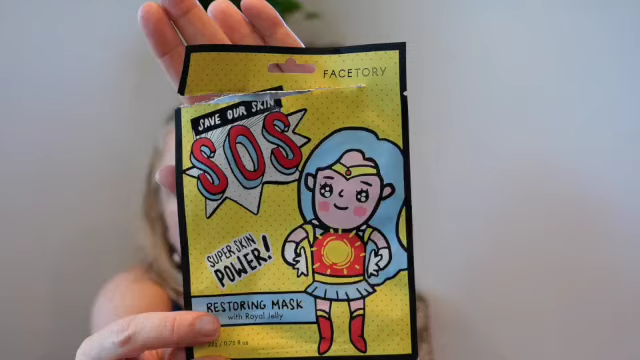 FACETORY
SAVE OUR SKIN
SOS
SUPER SKIN
POWER!
RESTORING MASK
with Royal Jelly